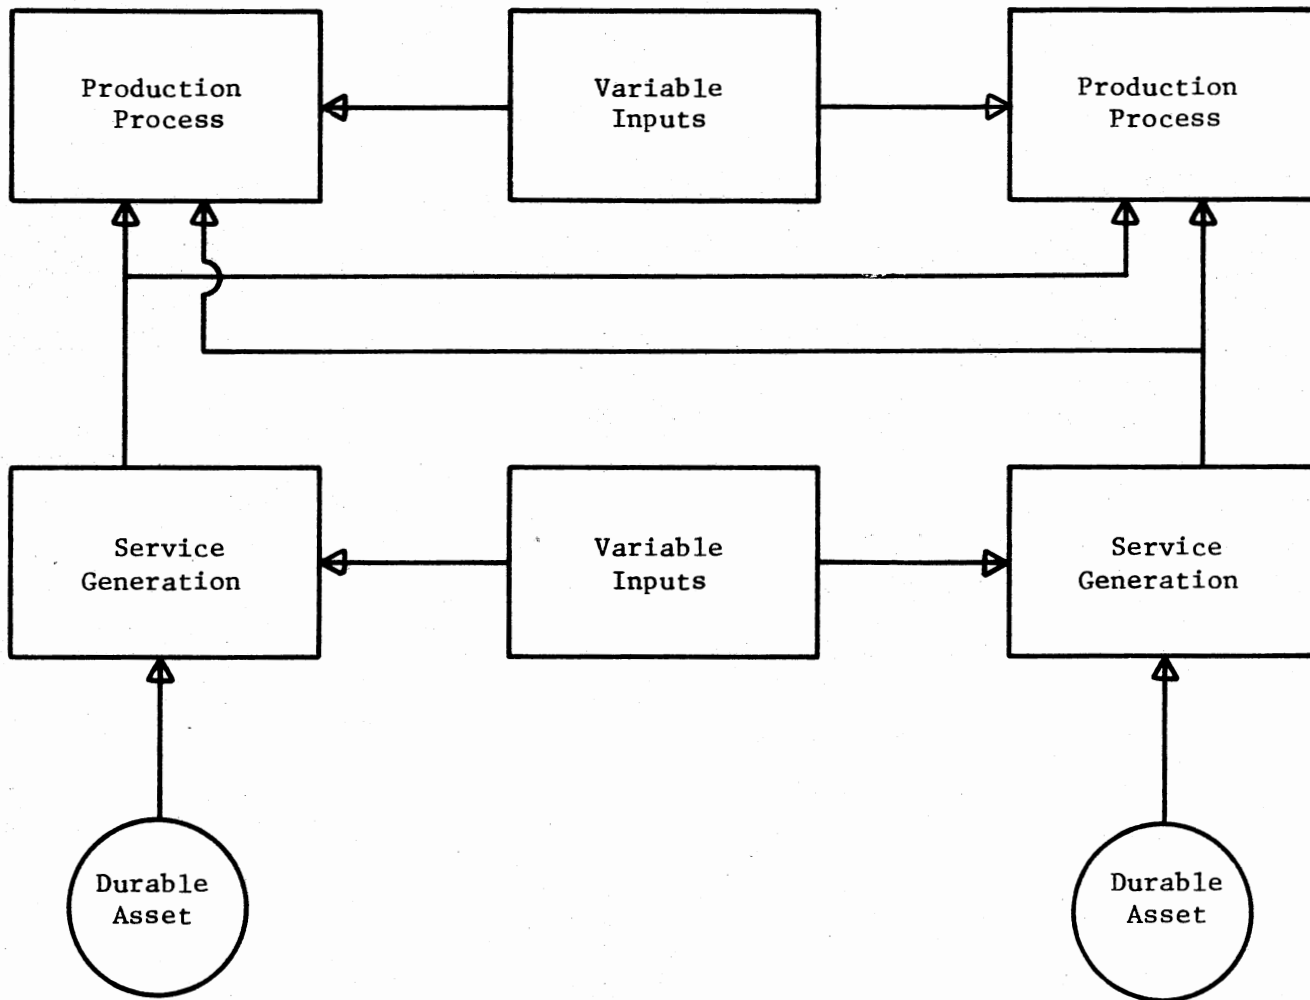 Production
Process
Variable
Inputs
Production
Process
Service
Generation
Variable
Inputs
Service
Generation
Durable
Asset
Durable
Asset